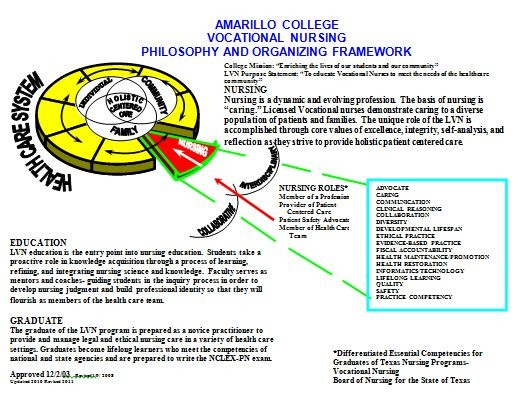 AMARILLO COLLEGE
VOCATIONAL NURSING
PHILOSOPHY AND ORGANIZING FRAMEWORK
College Mission: "Enriching the lives of our students and our community"
LVN Purpose Statement: "To educate Vocational Nurses to meet the needs of the healthcare
community"
NURSING
Nursing is a dynamic and evolving profession. The basis of nursing is
"caring." Licensed Vocational nurses demonstrate caring to a diverse
population of patients and families. The unique role of the LVN is
accomplished through core values of excellence, integrity, self-analysis, and
reflection as they strive to provide holistic patient centered care.
HEALTH CARE SYSTEM
INDIVIDUAL
COMMUNITY
HOLISTIC
CENTERED
CARE
FAMILY
NURSING
INTERDISCIPLINARY
COLLABORATIVE
NURSING ROLES*
Member of a Profession
Provider of Patient
Centered Care
Patient Safety Advocate
Member of Health Care
Team
ADVOCATE
CARING
COMMUNICATION
CLINICAL REASONING
COLLABORATION
DIVERSITY
DEVELOPMENTAL LIFESPAN
ETHICAL PRACTICE
EVIDENCE-BASED PRACTICE
FISCAL ACCOUNTABILITY
HEALTH MAINTENANCE/PROMOTION
HEALTH RESTORATION
INFORMATICS/TECHNOLOGY
LIFELONG LEARNING
QUALITY
SAFETY
PRACTICE COMPETENCY
EDUCATION
LVN education is the entry point into nursing education. Students take a
proactive role in knowledge acquisition through a process of learning,
refining, and integrating nursing science and knowledge. Faculty serves as
mentors and coaches- guiding students in the inquiry process in order to
develop nursing judgment and build professional identity so that they will
flourish as members of the health care team.
GRADUATE
The graduate of the LVN program is prepared as a novice practitioner to
provide and manage legal and ethical nursing care in a variety of health care
settings. Graduates become lifelong learners who meet the competencies of
national and state agencies and are prepared to write the NCLEX-PN exam.
Approved 12/2/03 2008
Updated 2010 Revised 2011
*Differentiated Essential Competencies for
Graduates of Texas Nursing Programs-
Vocational Nursing
Board of Nursing for the State of Texas